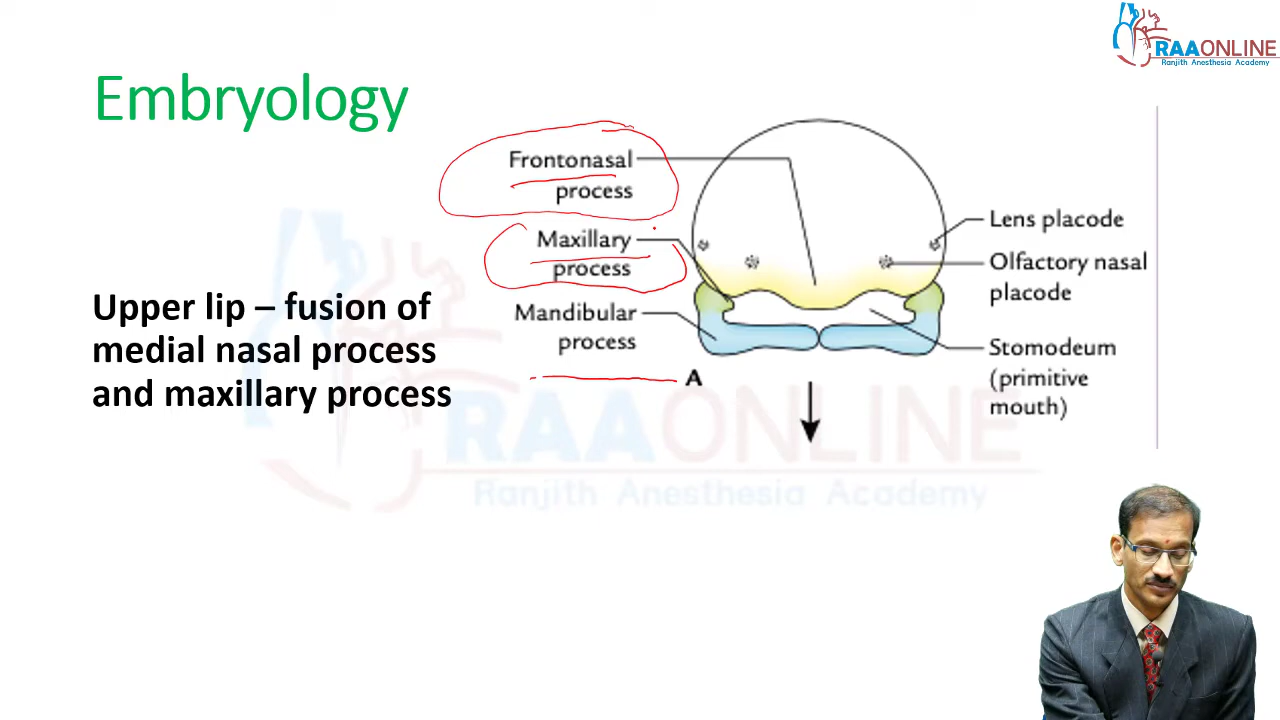 RAAONLINE
Ranjith Anesthesia Academy
Embryology
Frontonasal
process
Maxillary
process
Mandibular
process
Lens placode
Olfactory nasal
placode
Stomodeum
(primitive
mouth)
A
Upper lip – fusion of
medial nasal process
and maxillary process
RAAONLINE
Ranjith Anesthesia Academy